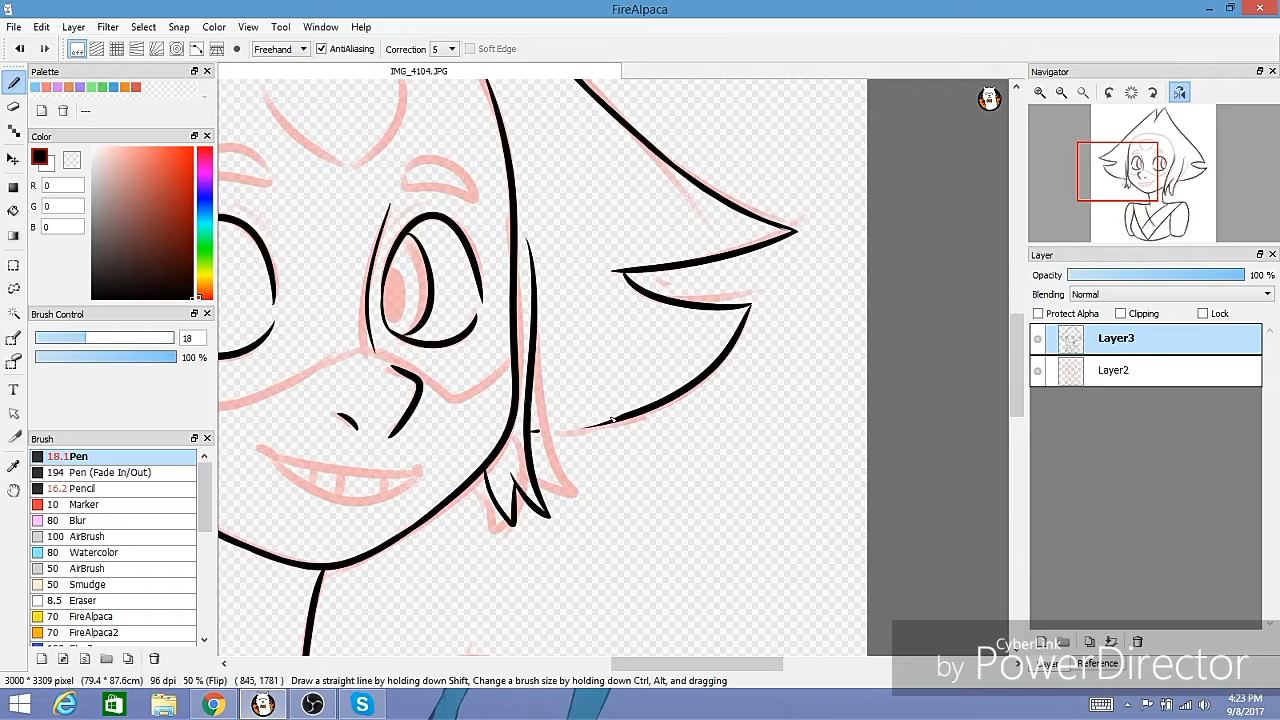 FireAlpaca
File Edit Layer Filter Select Snap Color View Tool Window Help
off Freehand AntiAliasing Correction 5 Soft Edge
Palette
IMG_4104.JPG
Navigator
---
Color
R 0
G 0
B 0
Layer
Opacity 100 %
Blending Normal
Protect Alpha Clipping Lock
Brush Control
18
100 %
Layer3
Layer2
Brush
18.1 Pen
194 Pen (Fade In/Out)
16.2 Pencil
10 Marker
80 Blur
100 AirBrush
80 Watercolor
50 AirBrush
50 Smudge
8.5 Eraser
70 FireAlpaca
70 FireAlpaca2
CyberLink
by PowerDirector
Layer Reference
3000 * 3309 pixel (79.4 * 87.6cm) 96 dpi 50 % (Flip) ( 845, 1781 ) Draw a straight line by holding down Shift, Change a brush size by holding down Ctrl, Alt, and dragging
4:23 PM
9/8/2017